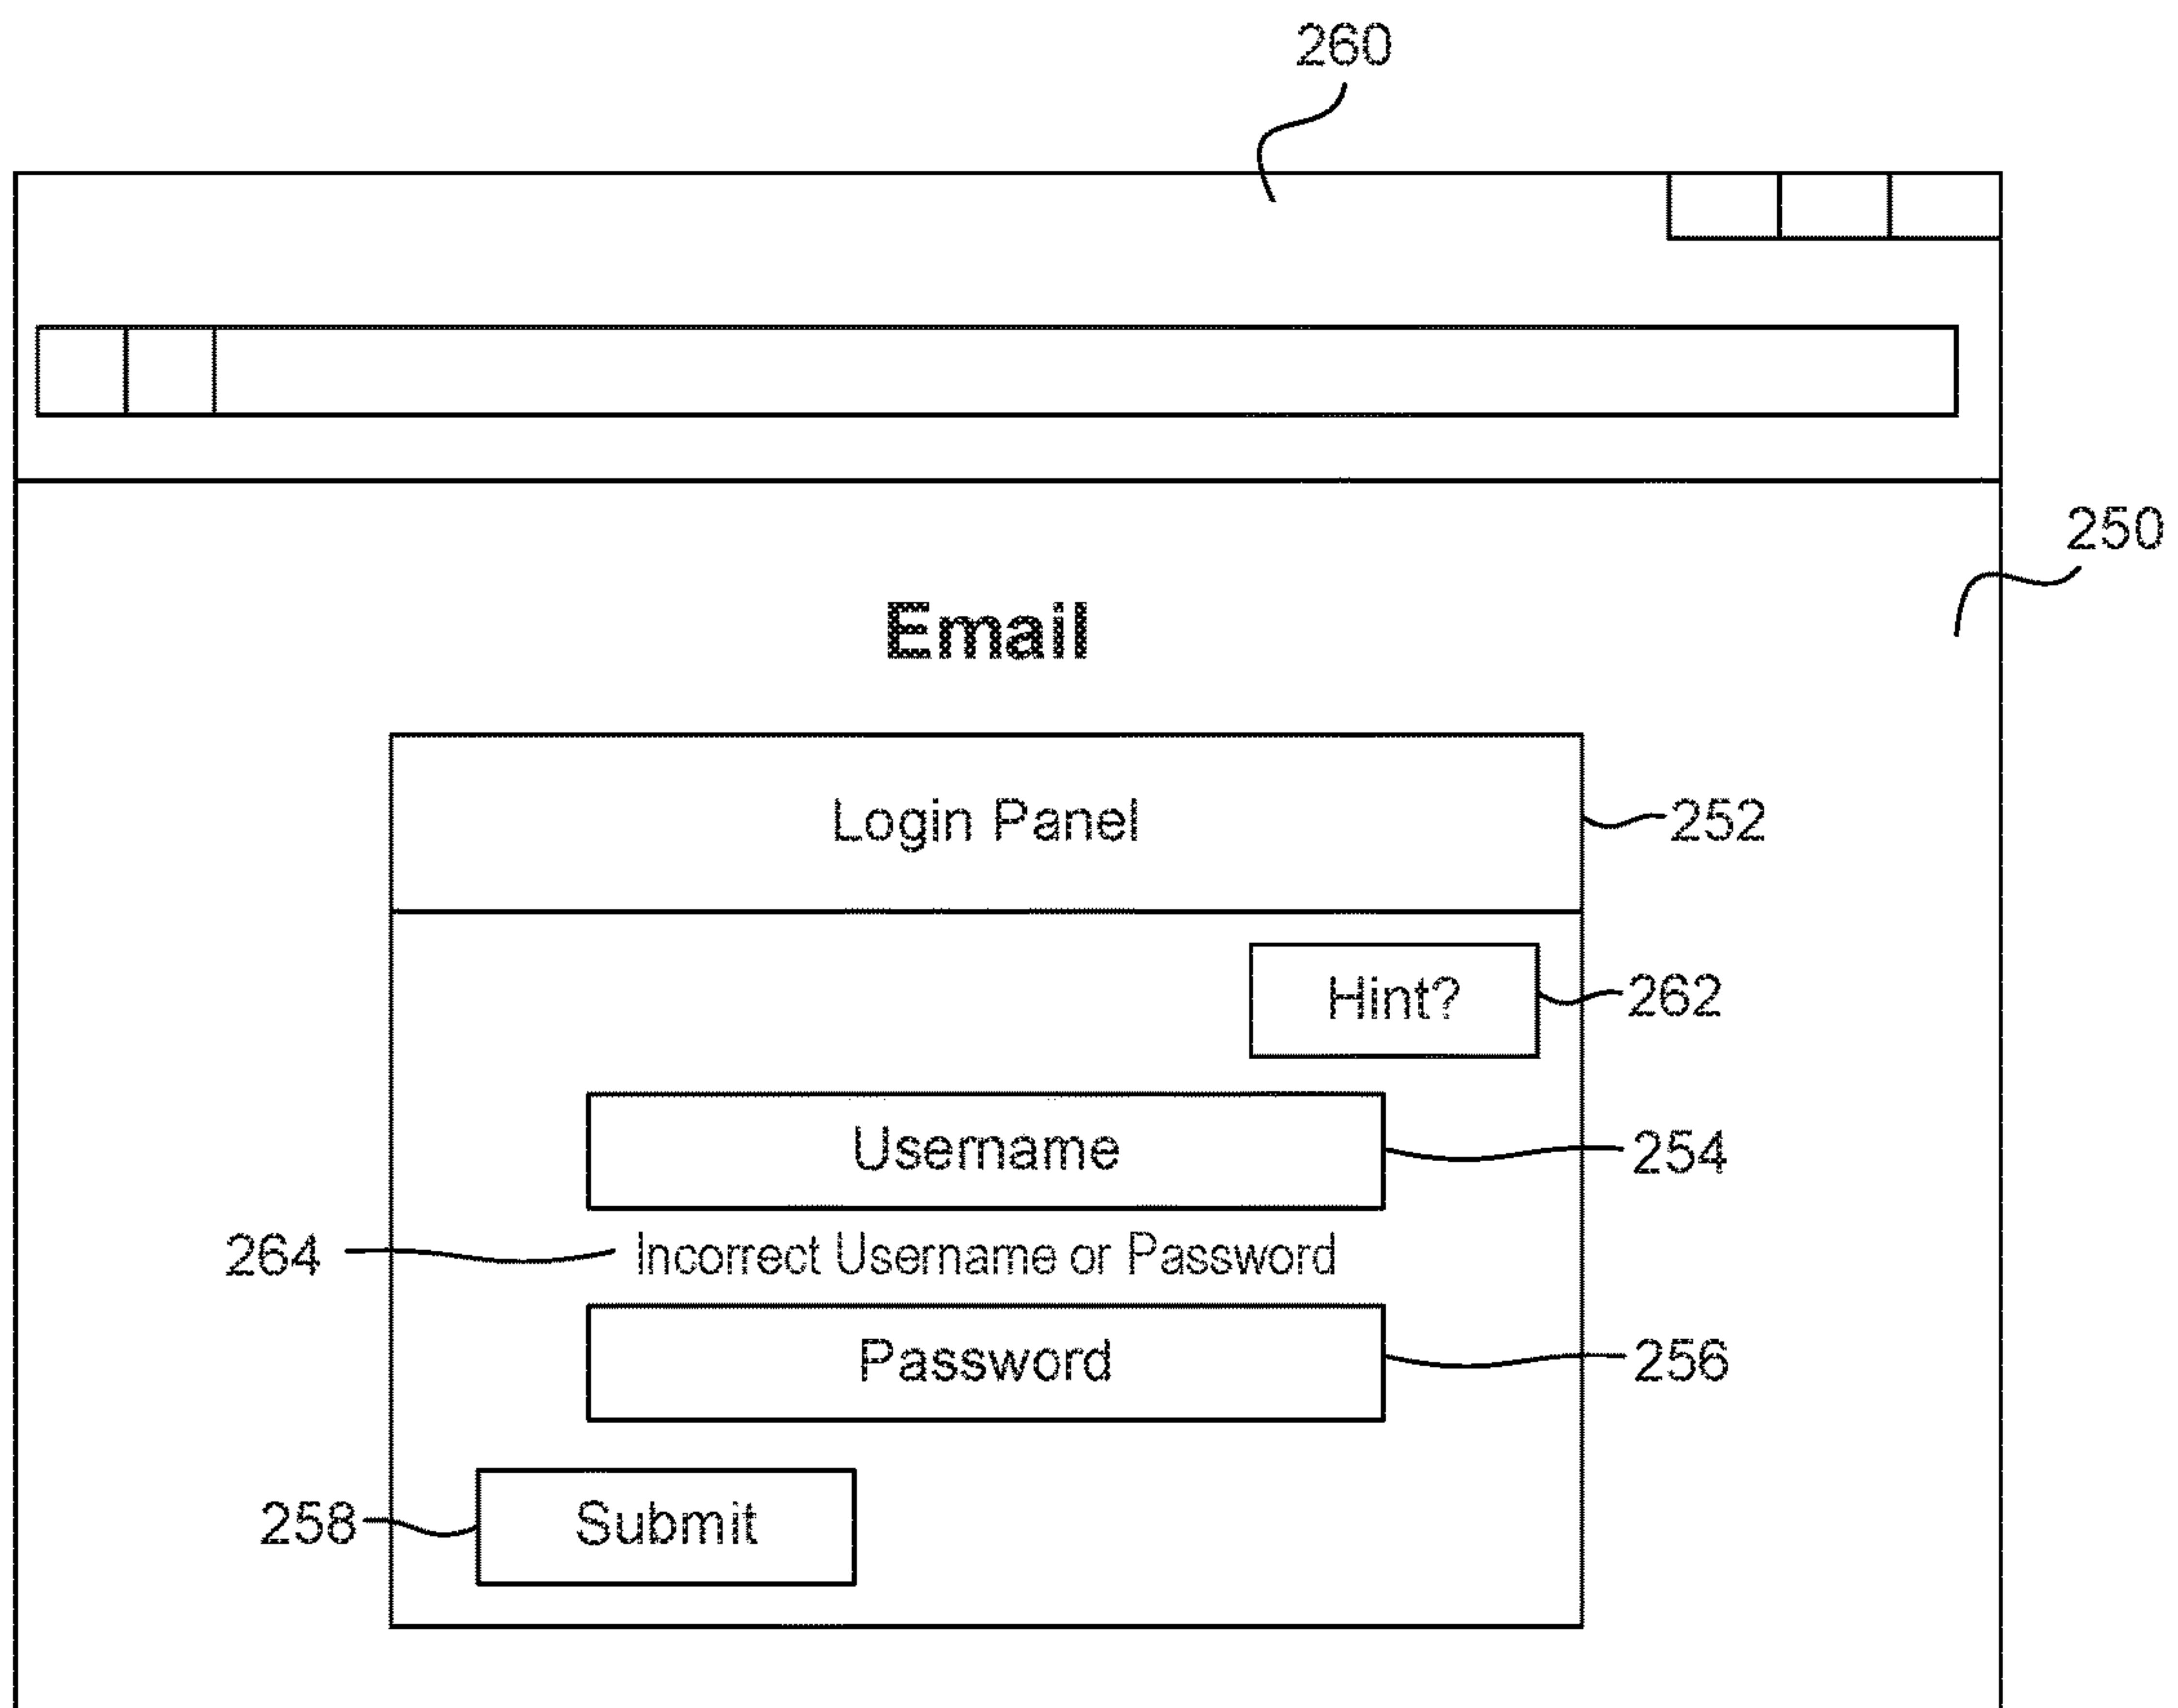 260
250
Email
Login Panel
252
Hint?
262
Username
254
264
Incorrect Username or Password
Password
256
258
Submit